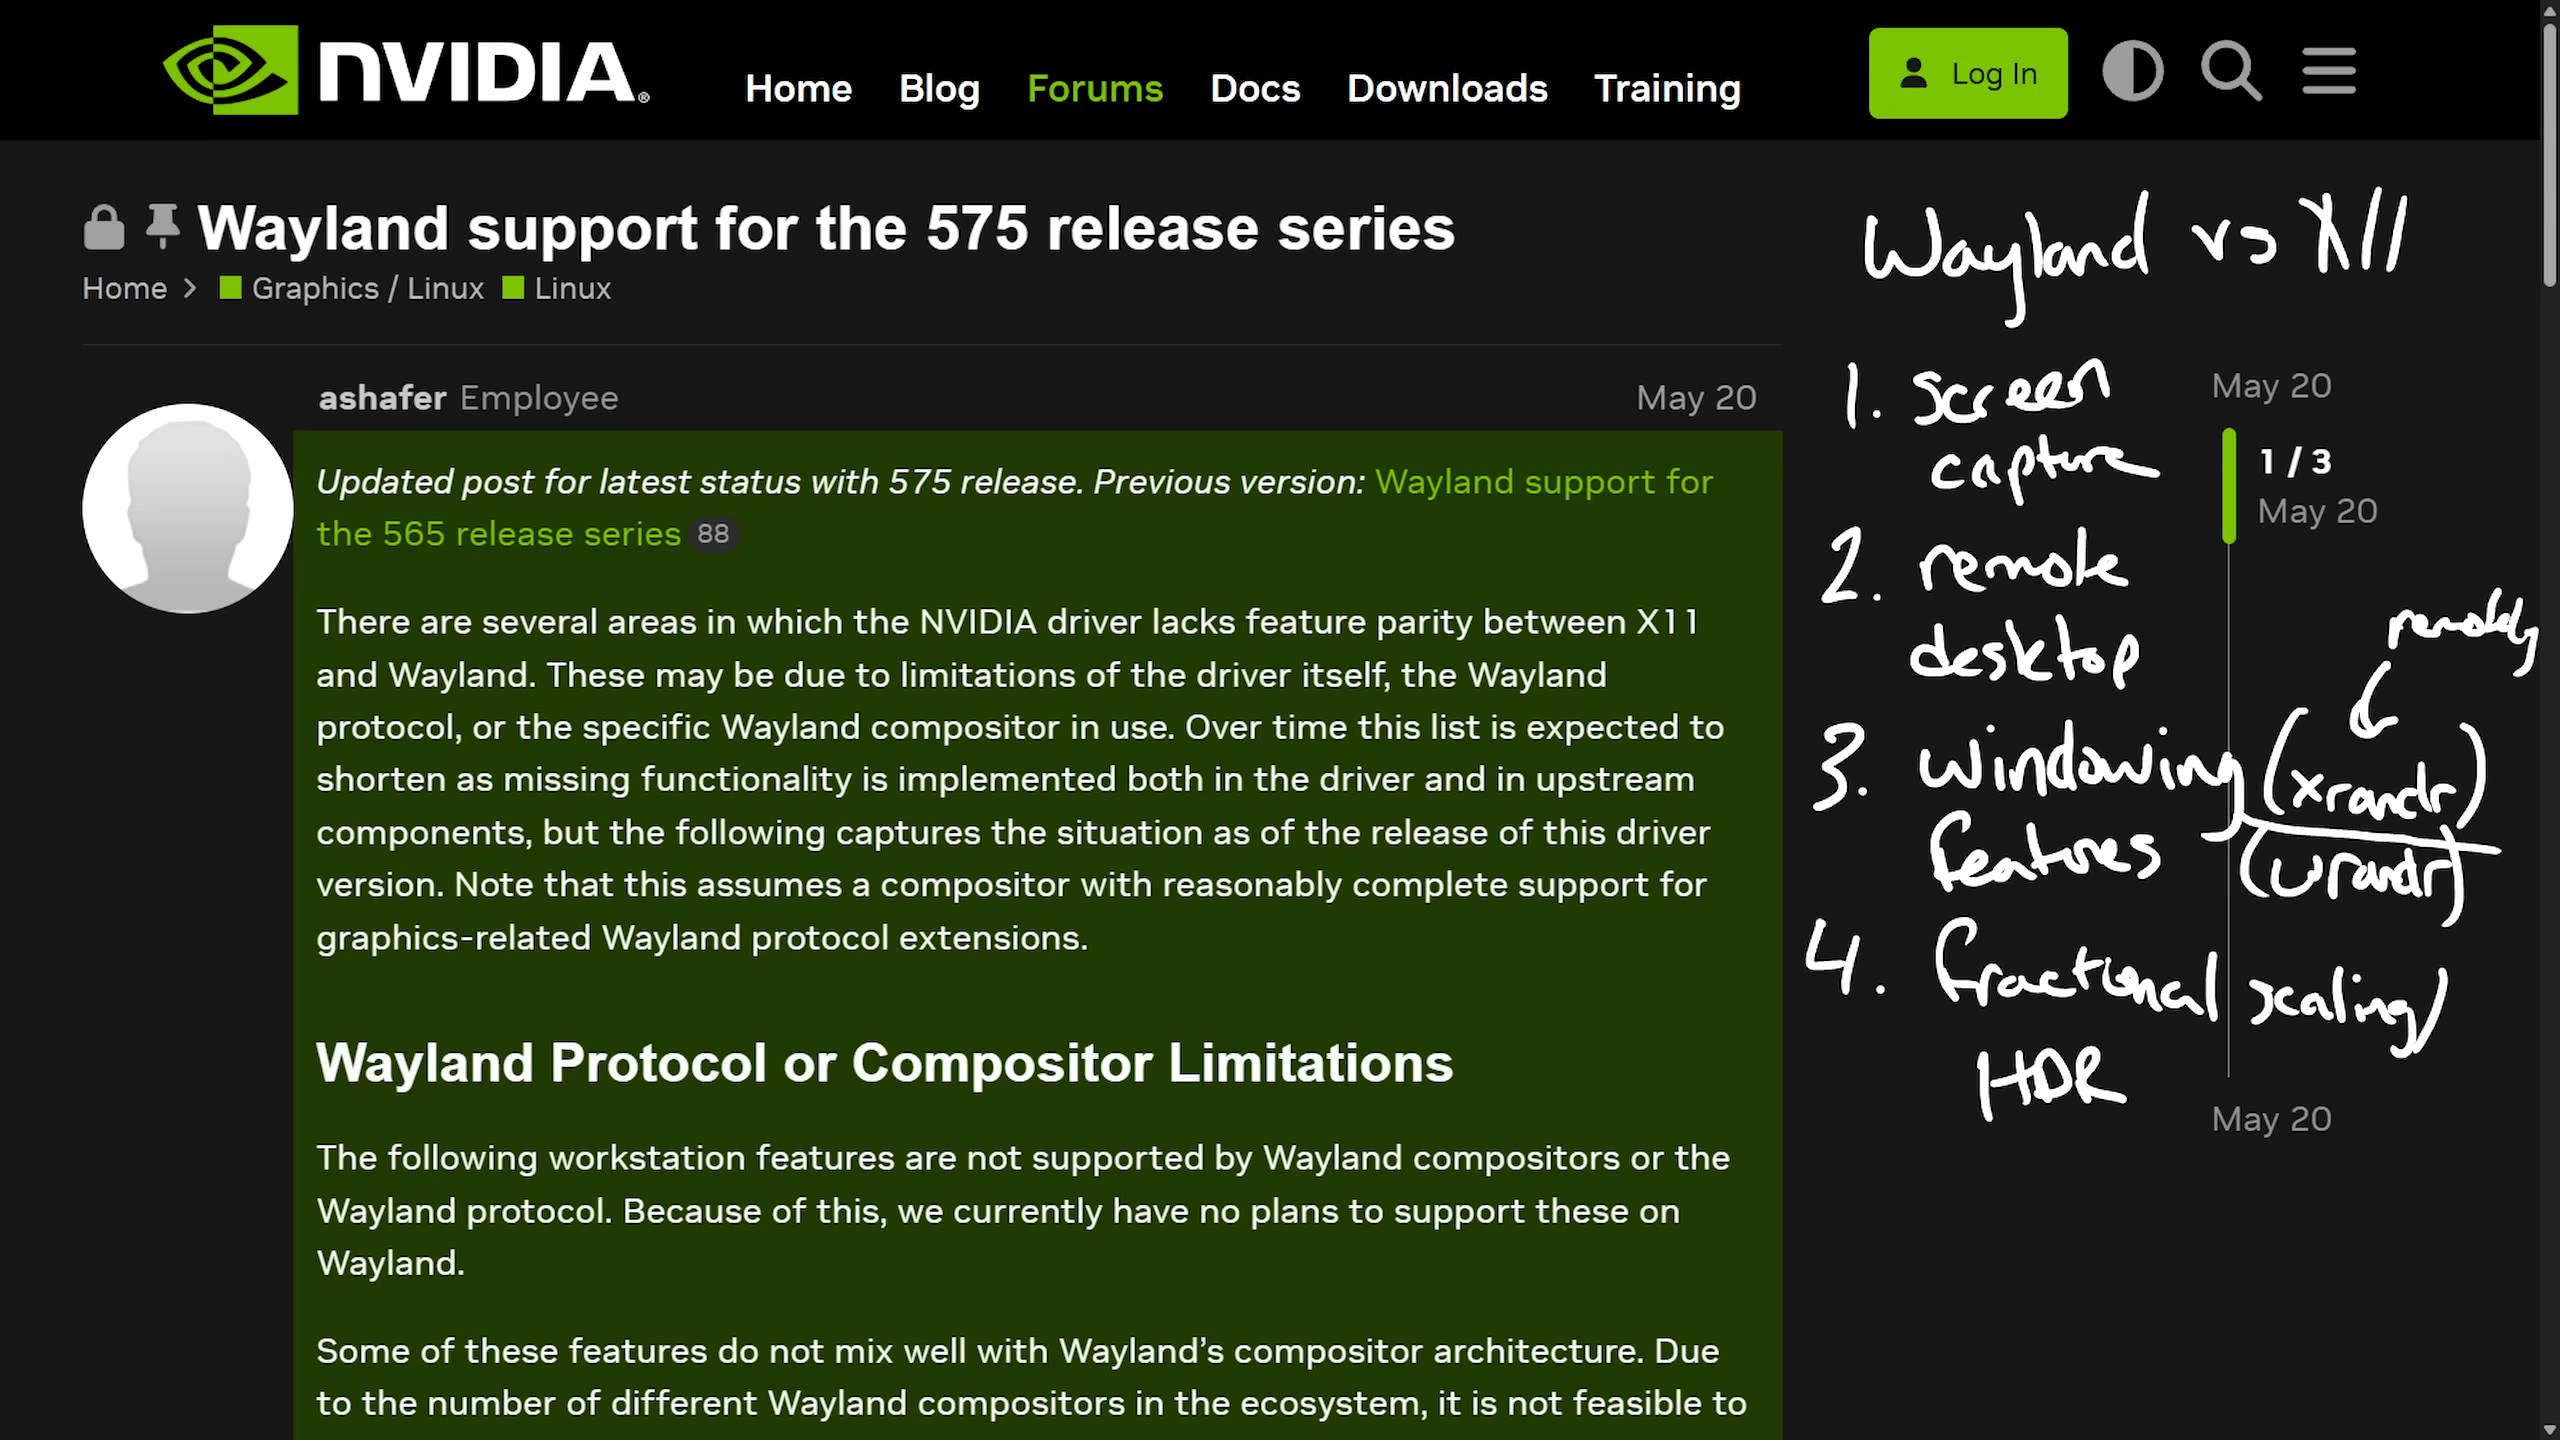 NVIDIA®
Home Blog Forums Docs Downloads Training
Log In
Wayland support for the 575 release series
Home > Graphics / Linux Linux
ashafer Employee May 20
Updated post for latest status with 575 release. Previous version: Wayland support for
the 565 release series 88
There are several areas in which the NVIDIA driver lacks feature parity between X11
and Wayland. These may be due to limitations of the driver itself, the Wayland
protocol, or the specific Wayland compositor in use. Over time this list is expected to
shorten as missing functionality is implemented both in the driver and in upstream
components, but the following captures the situation as of the release of this driver
version. Note that this assumes a compositor with reasonably complete support for
graphics-related Wayland protocol extensions.
Wayland Protocol or Compositor Limitations
The following workstation features are not supported by Wayland compositors or the
Wayland protocol. Because of this, we currently have no plans to support these on
Wayland.
Some of these features do not mix well with Wayland’s compositor architecture. Due
to the number of different Wayland compositors in the ecosystem, it is not feasible to
Wayland vs X11
1. screen
capture
2. remote
desktop
remotely
3. windowing (xrandr)
features (wrandr)
4. fractional scaling/
HDR
May 20
1 / 3
May 20
May 20